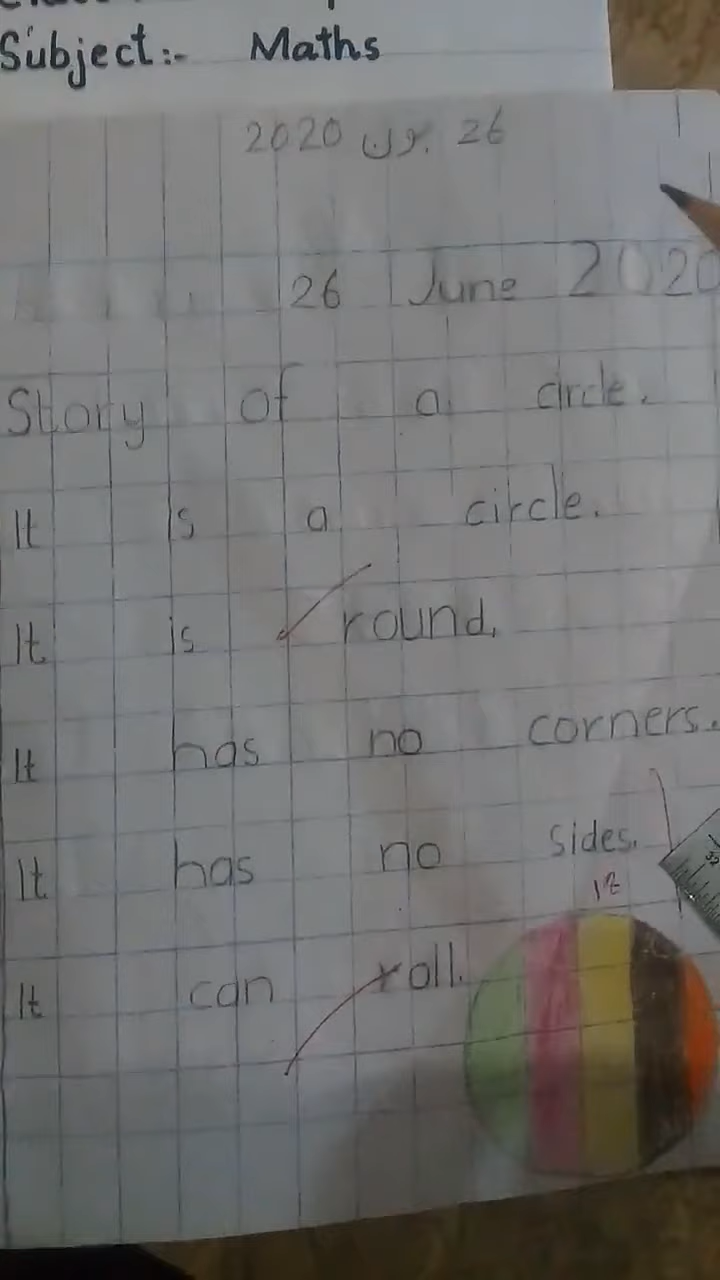 Subject:- Maths
26 جون 2020
26 June 2020
Story of a circle.
It is a circle.
It is round.
It has no corners.
It has no sides.
It can roll.